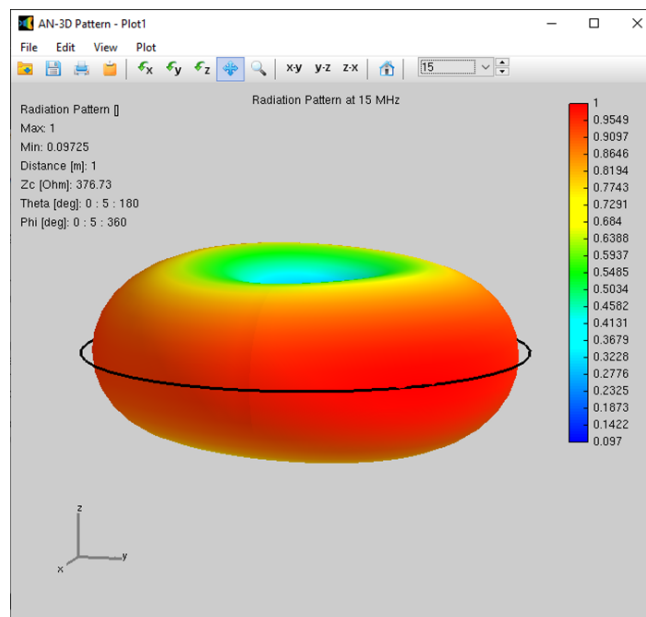 AN-3D Pattern - Plot1
File Edit View Plot
x y z x-y y-z z-x 15
Radiation Pattern at 15 MHz
Radiation Pattern []
Max: 1
Min: 0.09725
Distance [m]: 1
Zc [Ohm]: 376.73
Theta [deg]: 0 : 5 : 180
Phi [deg]: 0 : 5 : 360
1
0.9549
0.9097
0.8646
0.8194
0.7743
0.7291
0.684
0.6388
0.5937
0.5485
0.5034
0.4582
0.4131
0.3679
0.3228
0.2776
0.2325
0.1873
0.1422
0.097
z
y
x